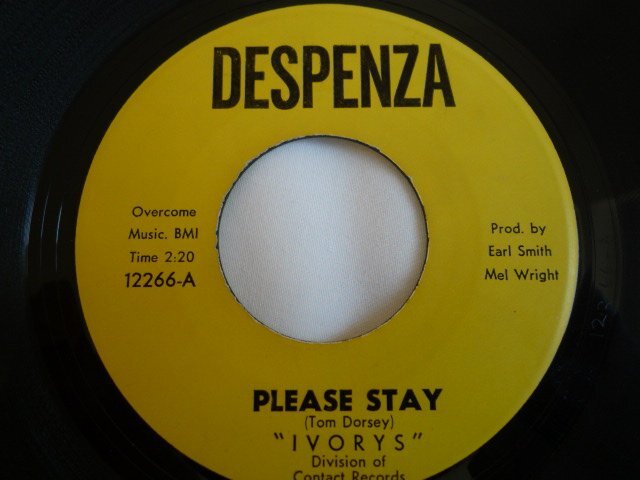 DESPENZA
Overcome
Music. BMI
Time 2:20
12266-A
Prod. by
Earl Smith
Mel Wright
PLEASE STAY
(Tom Dorsey)
"IVORYS"
Division of
Contact Records